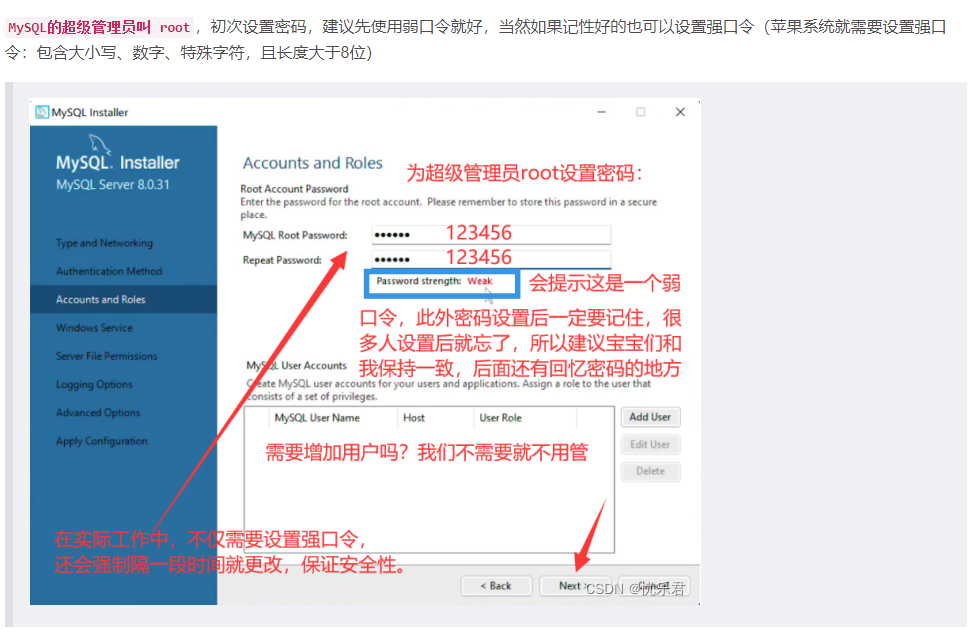 MySQL的超级管理员叫 root ，初次设置密码，建议先使用弱口令就好，当然如果记性好的也可以设置强口令（苹果系统就需要设置强口
令：包含大小写、数字、特殊字符，且长度大于8位）
MySQL Installer
MySQL. Installer
MySQL Server 8.0.31
Type and Networking
Authentication Method
Accounts and Roles
Windows Service
Server File Permissions
Logging Options
Advanced Options
Apply Configuration
Accounts and Roles
为超级管理员root设置密码：
Root Account Password
Enter the password for the root account. Please remember to store this password in a secure
place.
MySQL Root Password: ●●●●●● 123456
Repeat Password: ●●●●●● 123456
Password strength: Weak
会提示这是一个弱
口令，此外密码设置后一定要记住，很
多人设置后就忘了，所以建议宝宝们和
我保持一致，后面还有回忆密码的地方
MySQL User Accounts
Create MySQL user accounts for your users and applications. Assign a role to the user that
consists of a set of privileges.
MySQL User Name Host User Role
Add User
Edit User
Delete
需要增加用户吗？我们不需要就不用管
在实际工作中，不仅需要设置强口令，
还会强制隔一段时间就更改，保证安全性。
< Back Next > Cancel
CSDN @忧乐君